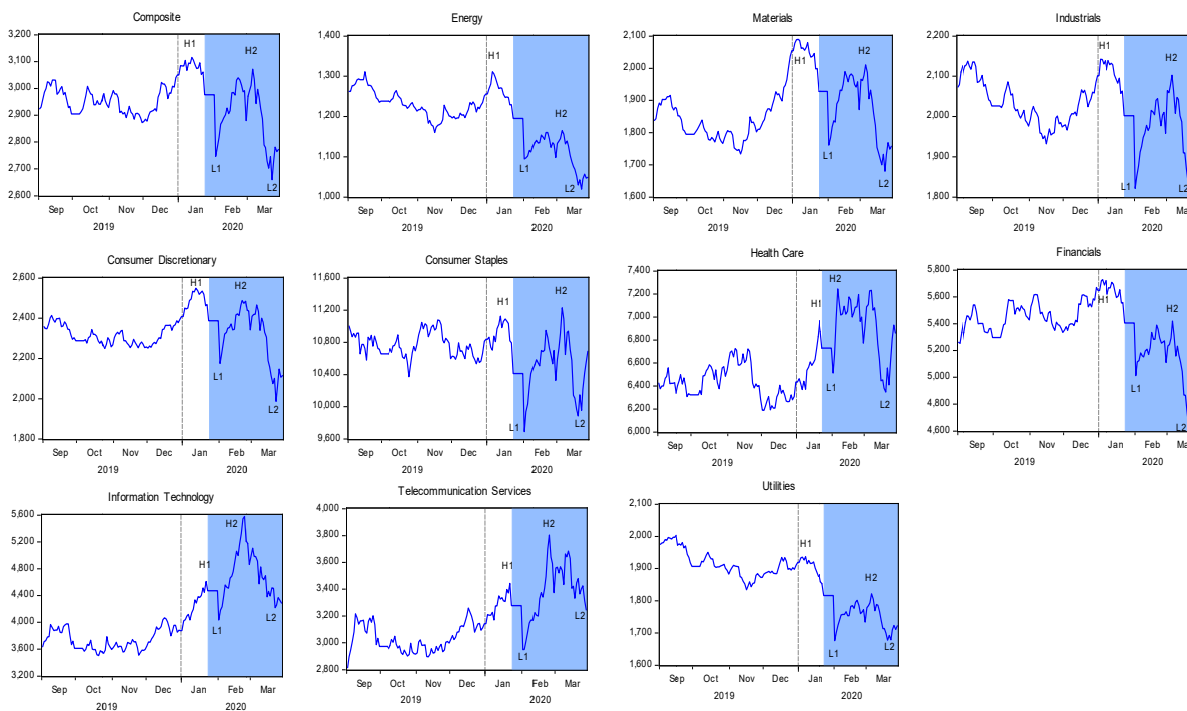 Composite
3,200
3,100
3,000
2,900
2,800
2,700
2,600
H1
H2
L1
L2
Sep Oct Nov Dec Jan Feb Mar
2019 2020
Energy
1,400
1,300
1,200
1,100
1,000
H1
H2
L1
L2
Sep Oct Nov Dec Jan Feb Mar
2019 2020
Materials
2,100
2,000
1,900
1,800
1,700
1,600
H1
H2
L1
L2
Sep Oct Nov Dec Jan Feb Mar
2019 2020
Industrials
2,200
2,100
2,000
1,900
1,800
H1
H2
L1
L2
Sep Oct Nov Dec Jan Feb Mar
2019 2020
Consumer Discretionary
2,600
2,400
2,200
2,000
1,800
H1
H2
L1
L2
Sep Oct Nov Dec Jan Feb Mar
2019 2020
Consumer Staples
11,600
11,200
10,800
10,400
10,000
9,600
H1
H2
L1
L2
Sep Oct Nov Dec Jan Feb Mar
2019 2020
Health Care
7,400
7,200
7,000
6,800
6,600
6,400
6,200
6,000
H1
H2
L1
L2
Sep Oct Nov Dec Jan Feb Mar
2019 2020
Financials
5,800
5,600
5,400
5,200
5,000
4,800
4,600
H1
H2
L1
L2
Sep Oct Nov Dec Jan Feb Mar
2019 2020
Information Technology
5,600
5,200
4,800
4,400
4,000
3,600
3,200
H1
H2
L1
L2
Sep Oct Nov Dec Jan Feb Mar
2019 2020
Telecommunication Services
4,000
3,800
3,600
3,400
3,200
3,000
2,800
H1
H2
L1
L2
Sep Oct Nov Dec Jan Feb Mar
2019 2020
Utilities
2,100
2,000
1,900
1,800
1,700
1,600
H1
H2
L1
L2
Sep Oct Nov Dec Jan Feb Mar
2019 2020